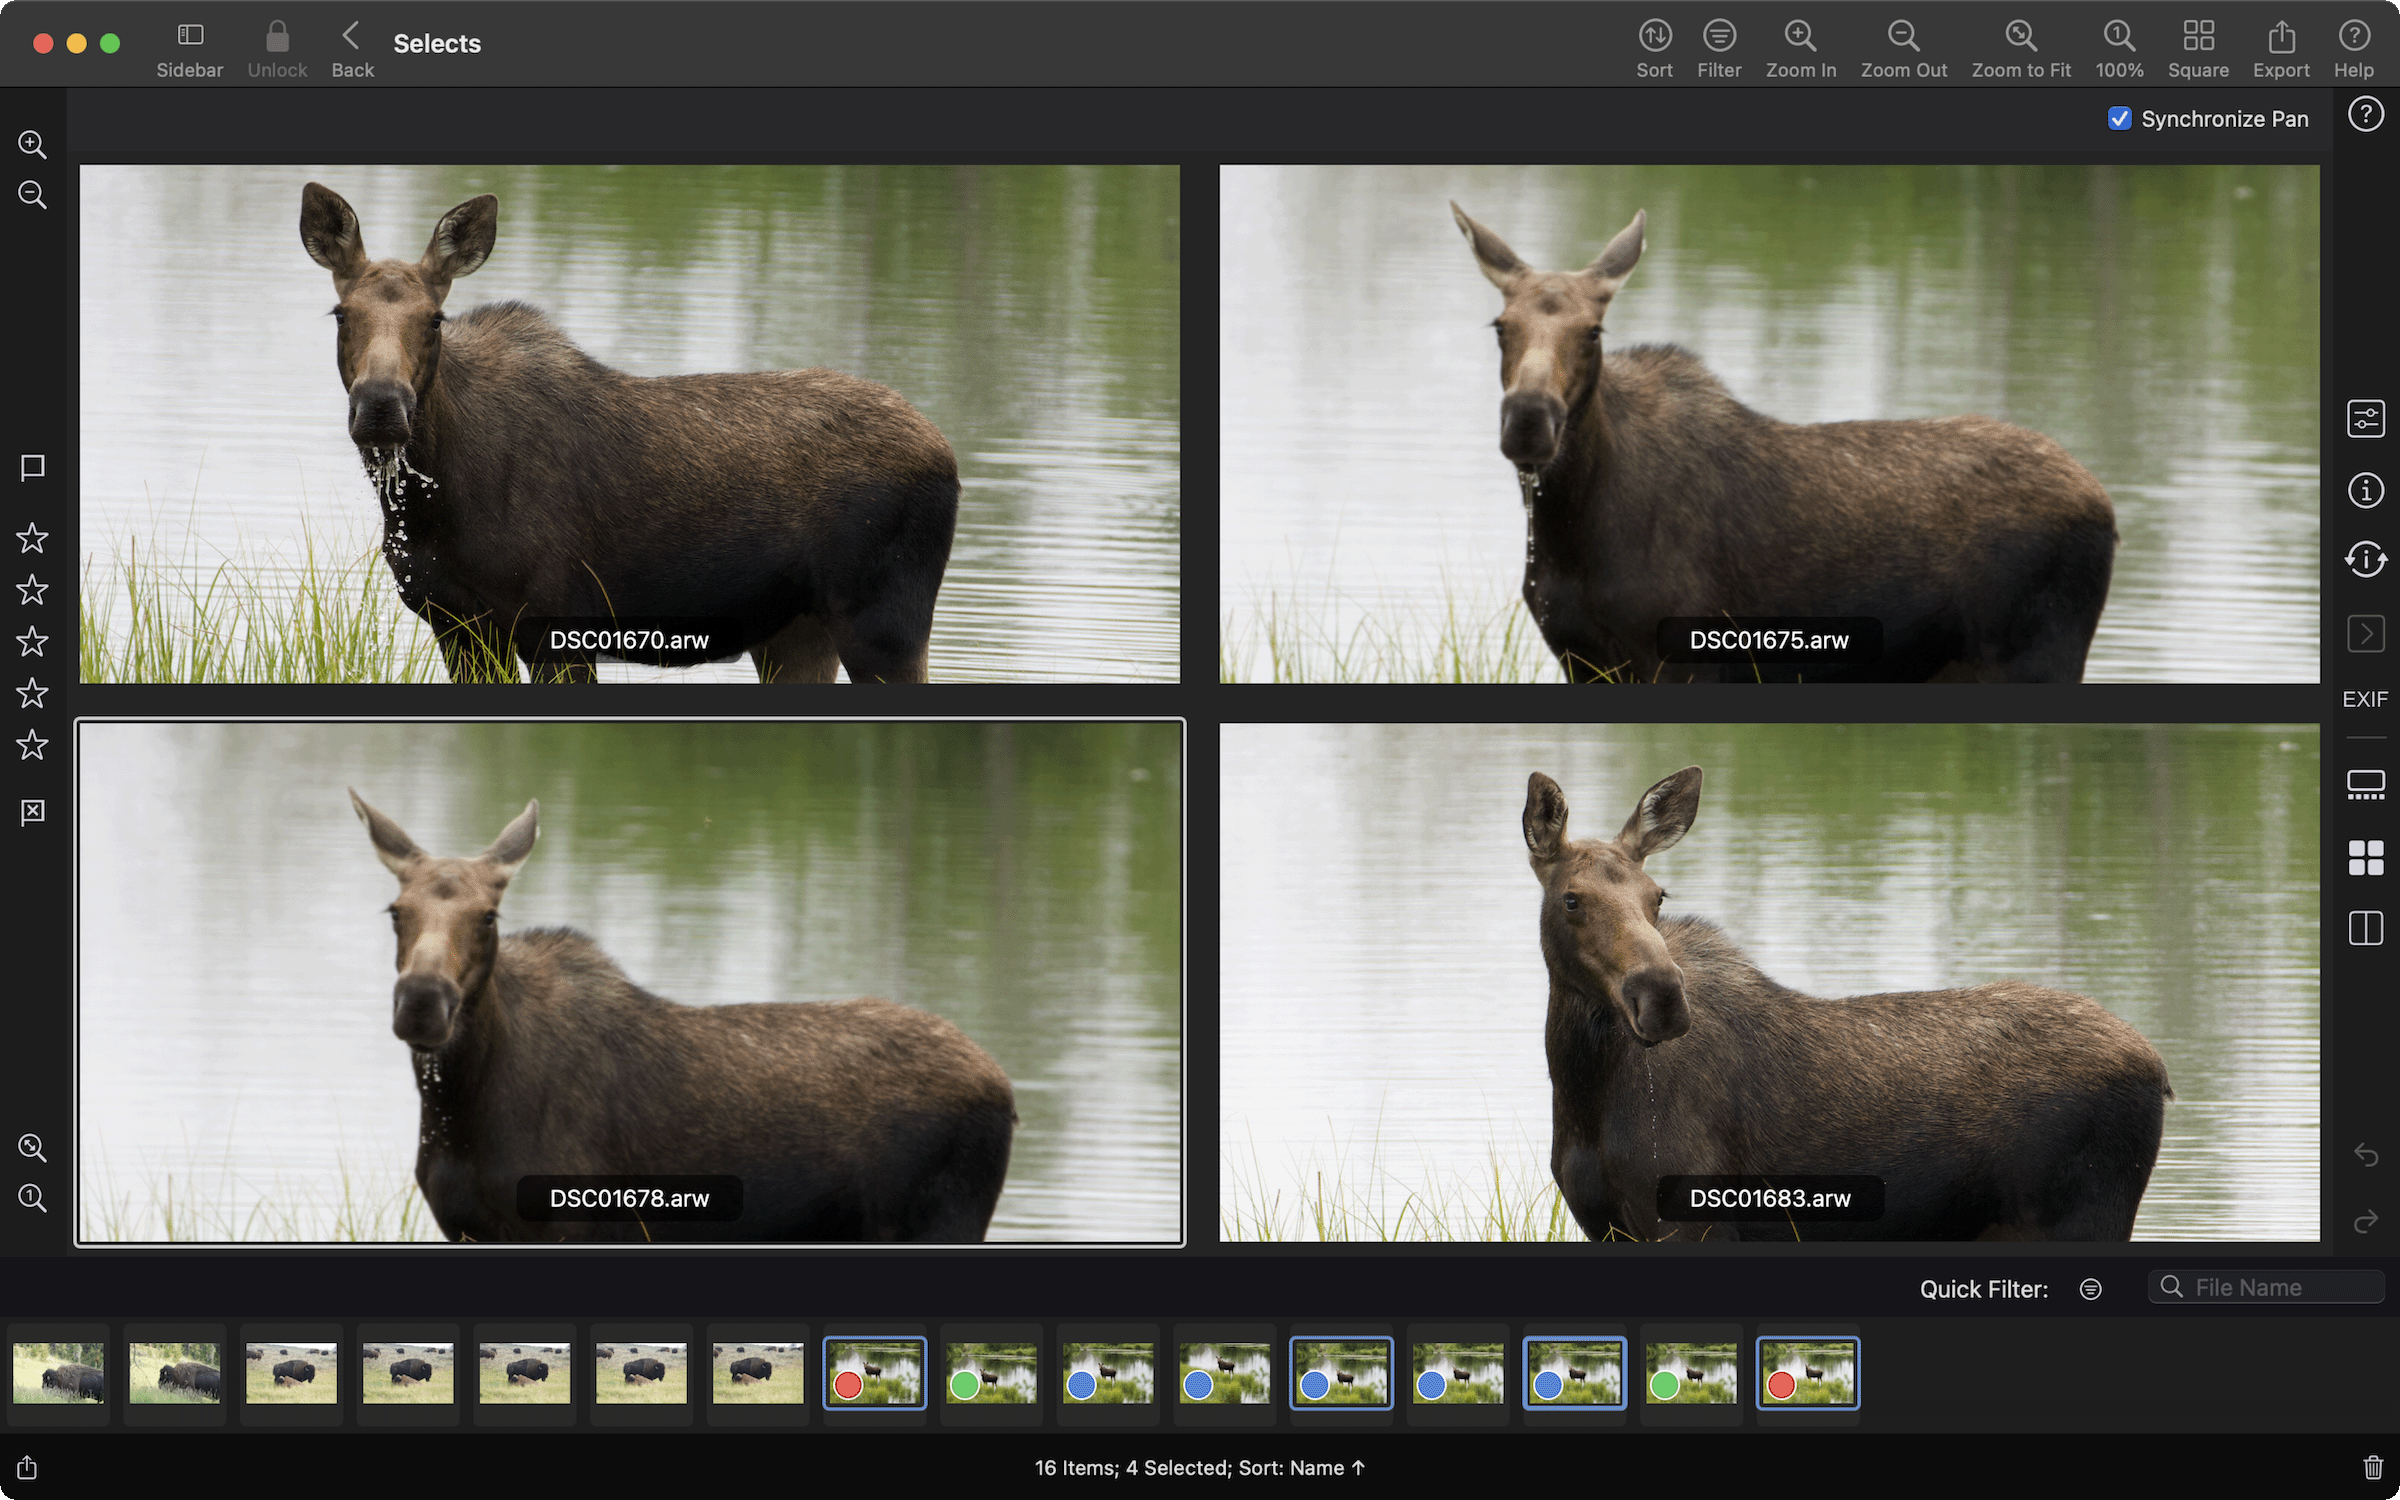 Selects
Sidebar
Unlock
Back
Sort
Filter
Zoom In
Zoom Out
Zoom to Fit
100%
Square
Export
Help
Synchronize Pan
DSC01670.arw
DSC01675.arw
EXIF
DSC01678.arw
DSC01683.arw
Quick Filter:
File Name
16 Items; 4 Selected; Sort: Name ↑